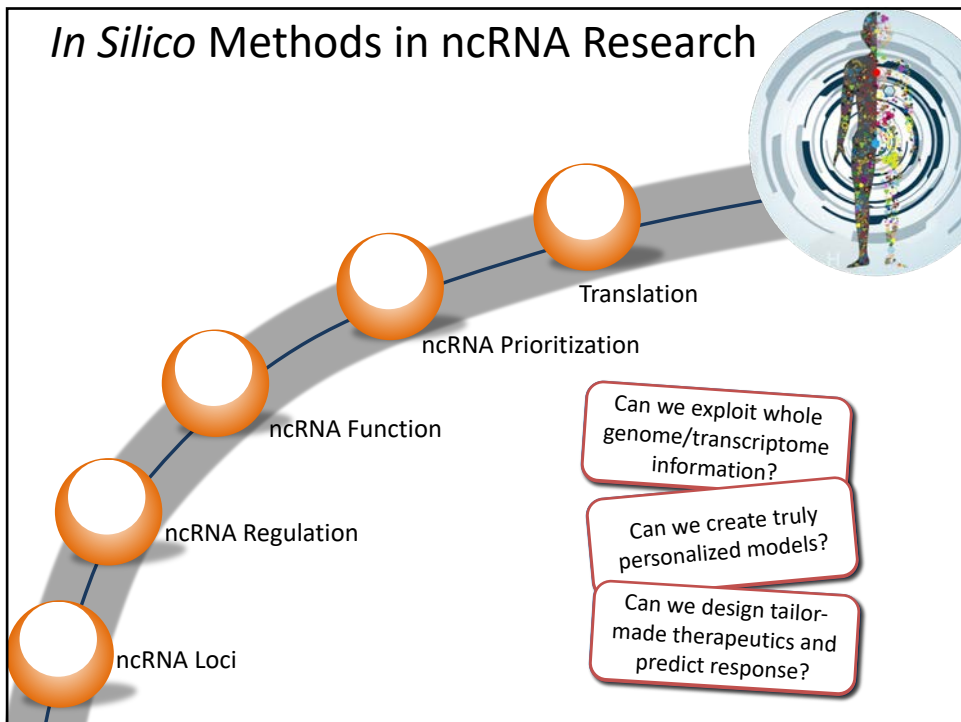 In Silico Methods in ncRNA Research
Translation
ncRNA Prioritization
ncRNA Function
ncRNA Regulation
ncRNA Loci
Can we exploit whole
genome/transcriptome
information?
Can we create truly
personalized models?
Can we design tailor-
made therapeutics and
predict response?